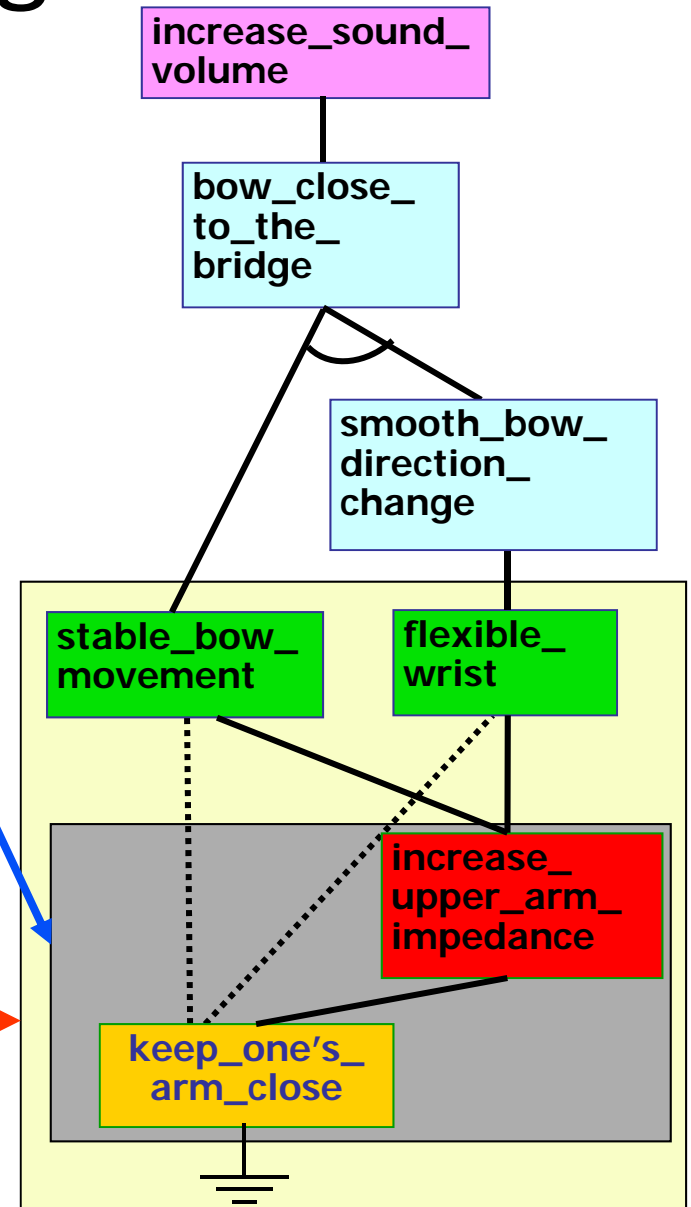 increase_sound_
volume
bow_close_
to_the_
bridge
smooth_bow_
direction_
change
stable_bow_
movement
flexible_
wrist
increase_
upper_arm_
impedance
keep_one's_
arm_close